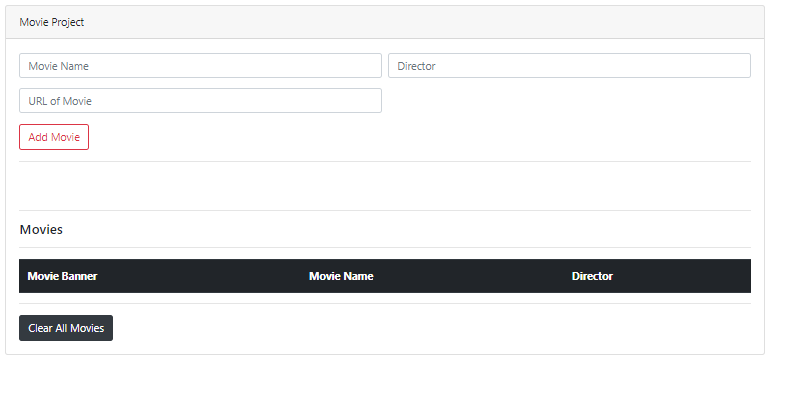 Movie Project
Movie Name Director
URL of Movie
Add Movie
Movies
Movie Banner Movie Name Director
Clear All Movies